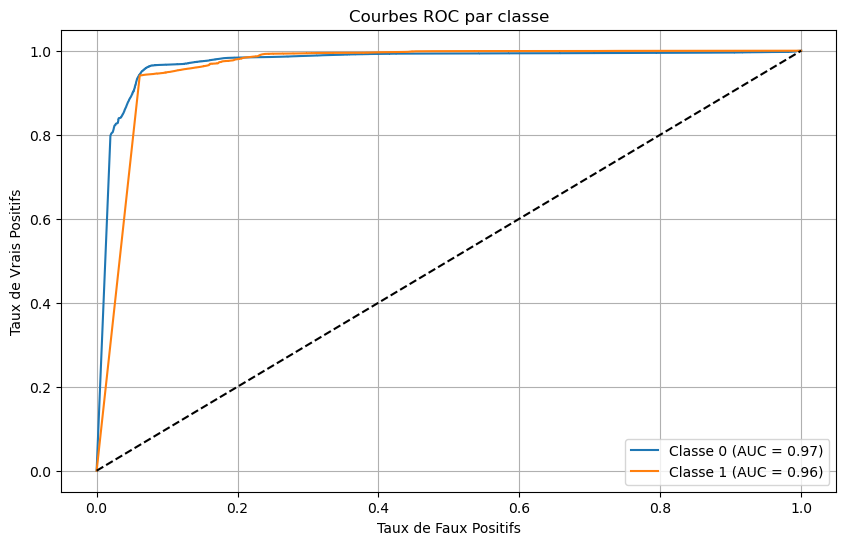 Courbes ROC par classe
Taux de Vrais Positifs
1.0
0.8
0.6
0.4
0.2
0.0
0.0 0.2 0.4 0.6 0.8 1.0
Taux de Faux Positifs
Classe 0 (AUC = 0.97)
Classe 1 (AUC = 0.96)